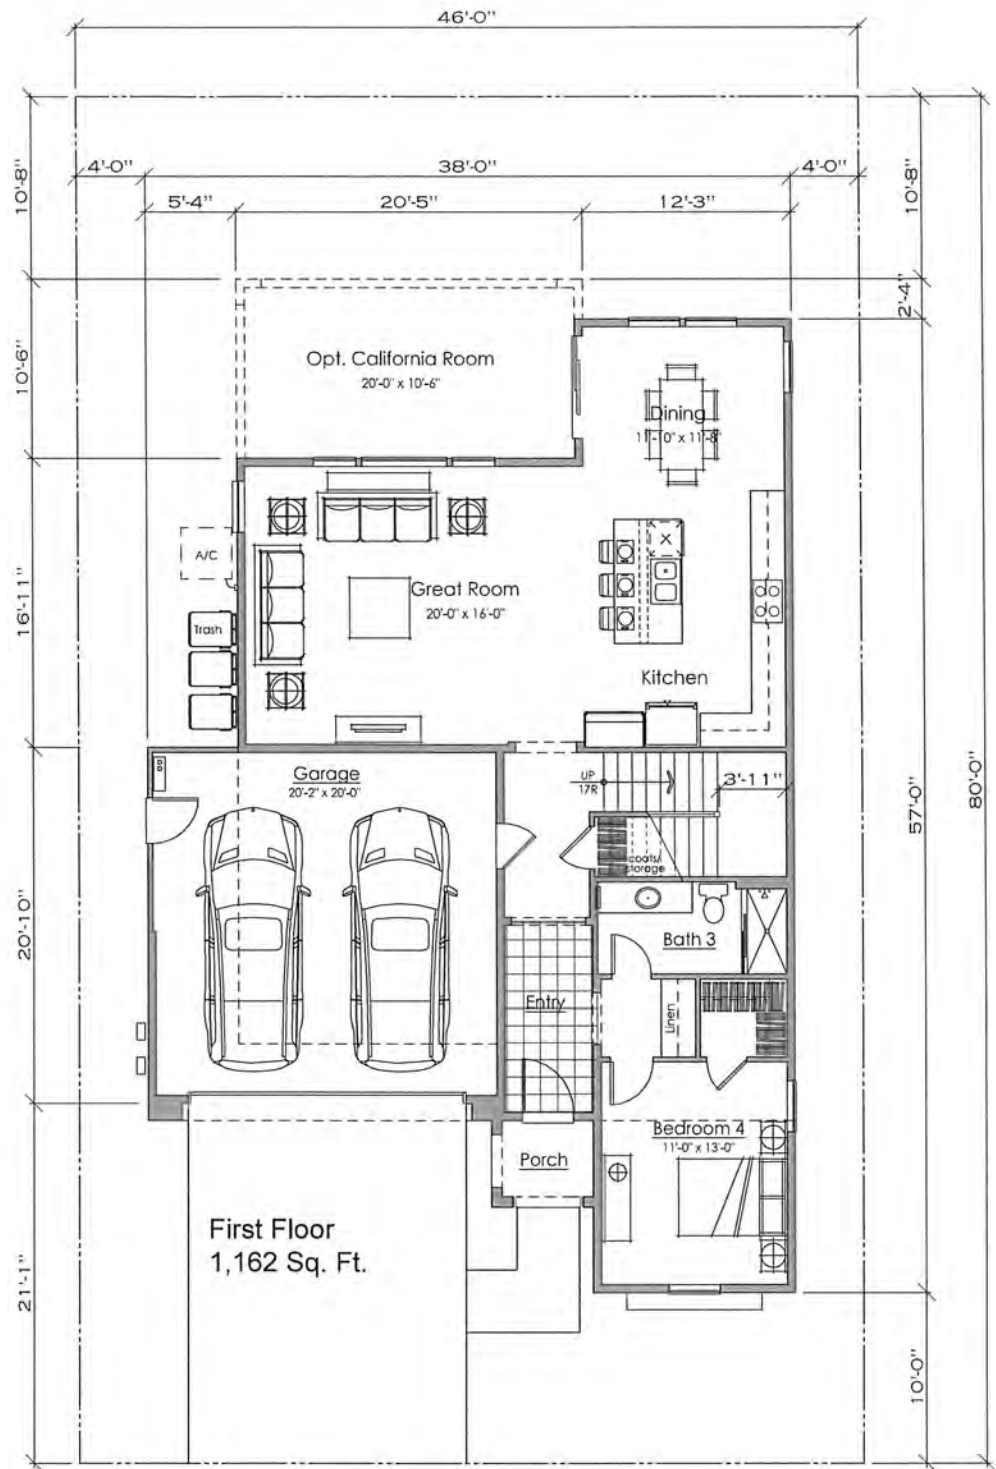 46'-0"
4'-0"
38'-0"
4'-0"
5'-4"
20'-5"
12'-3"
10'-8"
10'-8"
2'-4"
Opt. California Room
20'-0" x 10'-6"
10'-6"
Dining
11'-10" x 11'-8"
A/C
Great Room
20'-0" x 16'-0"
16'-11"
Trash
X
Kitchen
Garage
20'-2" x 20'-0"
UP
17R
3'-11"
57'-0"
80'-0"
coats/
storage
20'-10"
Bath 3
Entry
Linen
Bedroom 4
11'-0" x 13'-0"
Porch
First Floor
1,162 Sq. Ft.
21'-1"
10'-0"